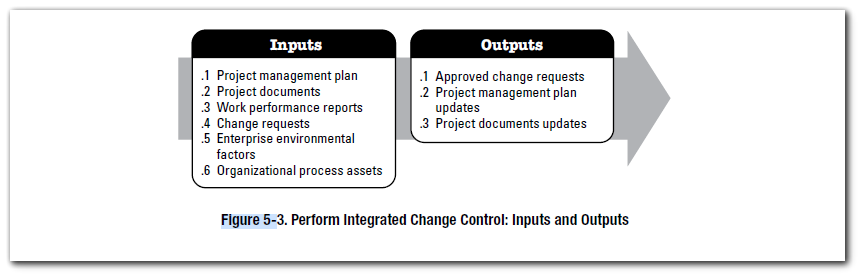 Inputs
.1 Project management plan
.2 Project documents
.3 Work performance reports
.4 Change requests
.5 Enterprise environmental
factors
.6 Organizational process assets
Outputs
.1 Approved change requests
.2 Project management plan
updates
.3 Project documents updates
Figure 5-3. Perform Integrated Change Control: Inputs and Outputs